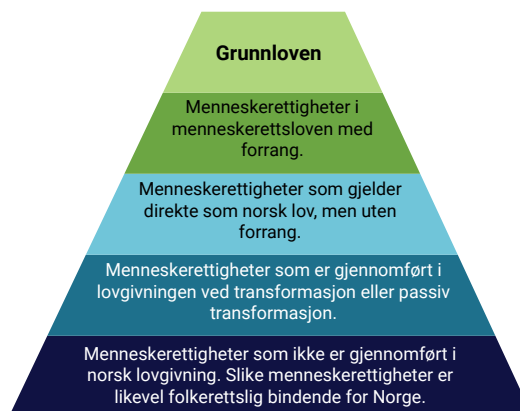 Grunnloven
Menneskerettigheter i
menneskerettsloven med
forrang.
Menneskerettigheter som gjelder
direkte som norsk lov, men uten
forrang.
Menneskerettigheter som er gjennomført i
lovgivningen ved transformasjon eller passiv
transformasjon.
Menneskerettigheter som ikke er gjennomført i
norsk lovgivning. Slike menneskerettigheter er
likevel folkerettslig bindende for Norge.